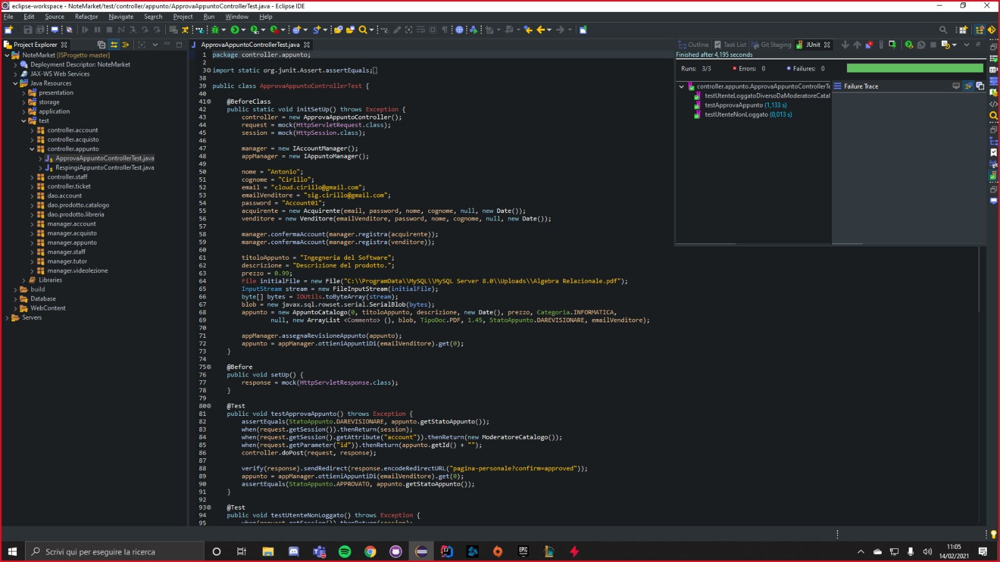 eclipse-workspace - NoteMarket/test/controller/appunto/ApprovaAppuntoControllerTest.java - Eclipse IDE
File Edit Source Refactor Navigate Search Project Run Window Help
Project Explorer
NoteMarket [ISProgetto master]
Deployment Descriptor: NoteMarket
JAX-WS Web Services
Java Resources
presentation
storage
application
test
controller.account
controller.acquisto
controller.appunto
ApprovaAppuntoControllerTest.java
RespingiAppuntoControllerTest.java
controller.staff
controller.ticket
dao.account
dao.prodotto.catalogo
dao.prodotto.libreria
manager.account
manager.acquisto
manager.appunto
manager.staff
manager.tutor
manager.videolezione
Libraries
build
Database
WebContent
Servers
ApprovaAppuntoControllerTest.java
1 package controller.appunto;
2
3 import static org.junit.Assert.assertEquals;
38
39 public class ApprovaAppuntoControllerTest {
40
41 @BeforeClass
42 public static void initSetUp() throws Exception {
43 controller = new ApprovaAppuntoController();
44 request = mock(HttpServletRequest.class);
45 session = mock(HttpSession.class);
46
47 manager = new IAccountManager();
48 appManager = new IAppuntoManager();
49
50 nome = "Antonio";
51 cognome = "Cirillo";
52 email = "cloud.cirillo@gmail.com";
53 emailVenditore = "sig.cirillo@gmail.com";
54 password = "Account01";
55 acquirente = new Acquirente(email, password, nome, cognome, null, new Date());
56 venditore = new Venditore(emailVenditore, password, nome, cognome, null, new Date());
57
58 manager.confermaAccount(manager.registra(acquirente));
59 manager.confermaAccount(manager.registra(venditore));
60
61 titoloAppunto = "Ingegneria del Software";
62 descrizione = "Descrizione del prodotto.";
63 prezzo = 0.99;
64 File initialFile = new File("C:\\ProgramData\\MySQL\\MySQL Server 8.0\\Uploads\\Algebra Relazionale.pdf");
65 InputStream stream = new FileInputStream(initialFile);
66 byte[] bytes = IOUtils.toByteArray(stream);
67 blob = new javax.sql.rowset.serial.SerialBlob(bytes);
68 appunto = new AppuntoCatalogo(0, titoloAppunto, descrizione, new Date(), prezzo, Categoria.INFORMATICA,
69 null, new ArrayList <Commento> (), blob, TipoDoc.PDF, 1.45, StatoAppunto.DAREVISIONARE, emailVenditore);
70
71 appManager.assegnaRevisioneAppunto(appunto);
72 appunto = appManager.ottieniAppuntiDi(emailVenditore).get(0);
73 }
74
75 @Before
76 public void setUp() {
77 response = mock(HttpServletResponse.class);
78 }
79
80 @Test
81 public void testApprovaAppunto() throws Exception {
82 assertEquals(StatoAppunto.DAREVISIONARE, appunto.getStatoAppunto());
83 when(request.getSession()).thenReturn(session);
84 when(request.getSession().getAttribute("account")).thenReturn(new ModeratoreCatalogo());
85 when(request.getParameter("id")).thenReturn(appunto.getId() + "");
86 controller.doPost(request, response);
87
88 verify(response).sendRedirect(response.encodeRedirectURL("pagina-personale?confirm=approved"));
89 appunto = appManager.ottieniAppuntiDi(emailVenditore).get(0);
90 assertEquals(StatoAppunto.APPROVATO, appunto.getStatoAppunto());
91 }
92
93 @Test
94 public void testUtenteNonLoggato() throws Exception {
95 when(request.getSession()).thenReturn(session);
Outline Task List Git Staging JUnit
Finished after 4,195 seconds
Runs: 3/3 Errors: 0 Failures: 0
controller.appunto.ApprovaAppuntoControllerTe
testUtenteLoggatoDiversoDaModeratoreCatal
testApprovaAppunto (1,133 s)
testUtenteNonLoggato (0,013 s)
Failure Trace
Scrivi qui per eseguire la ricerca
EPIC GAMES
11:05
14/02/2021